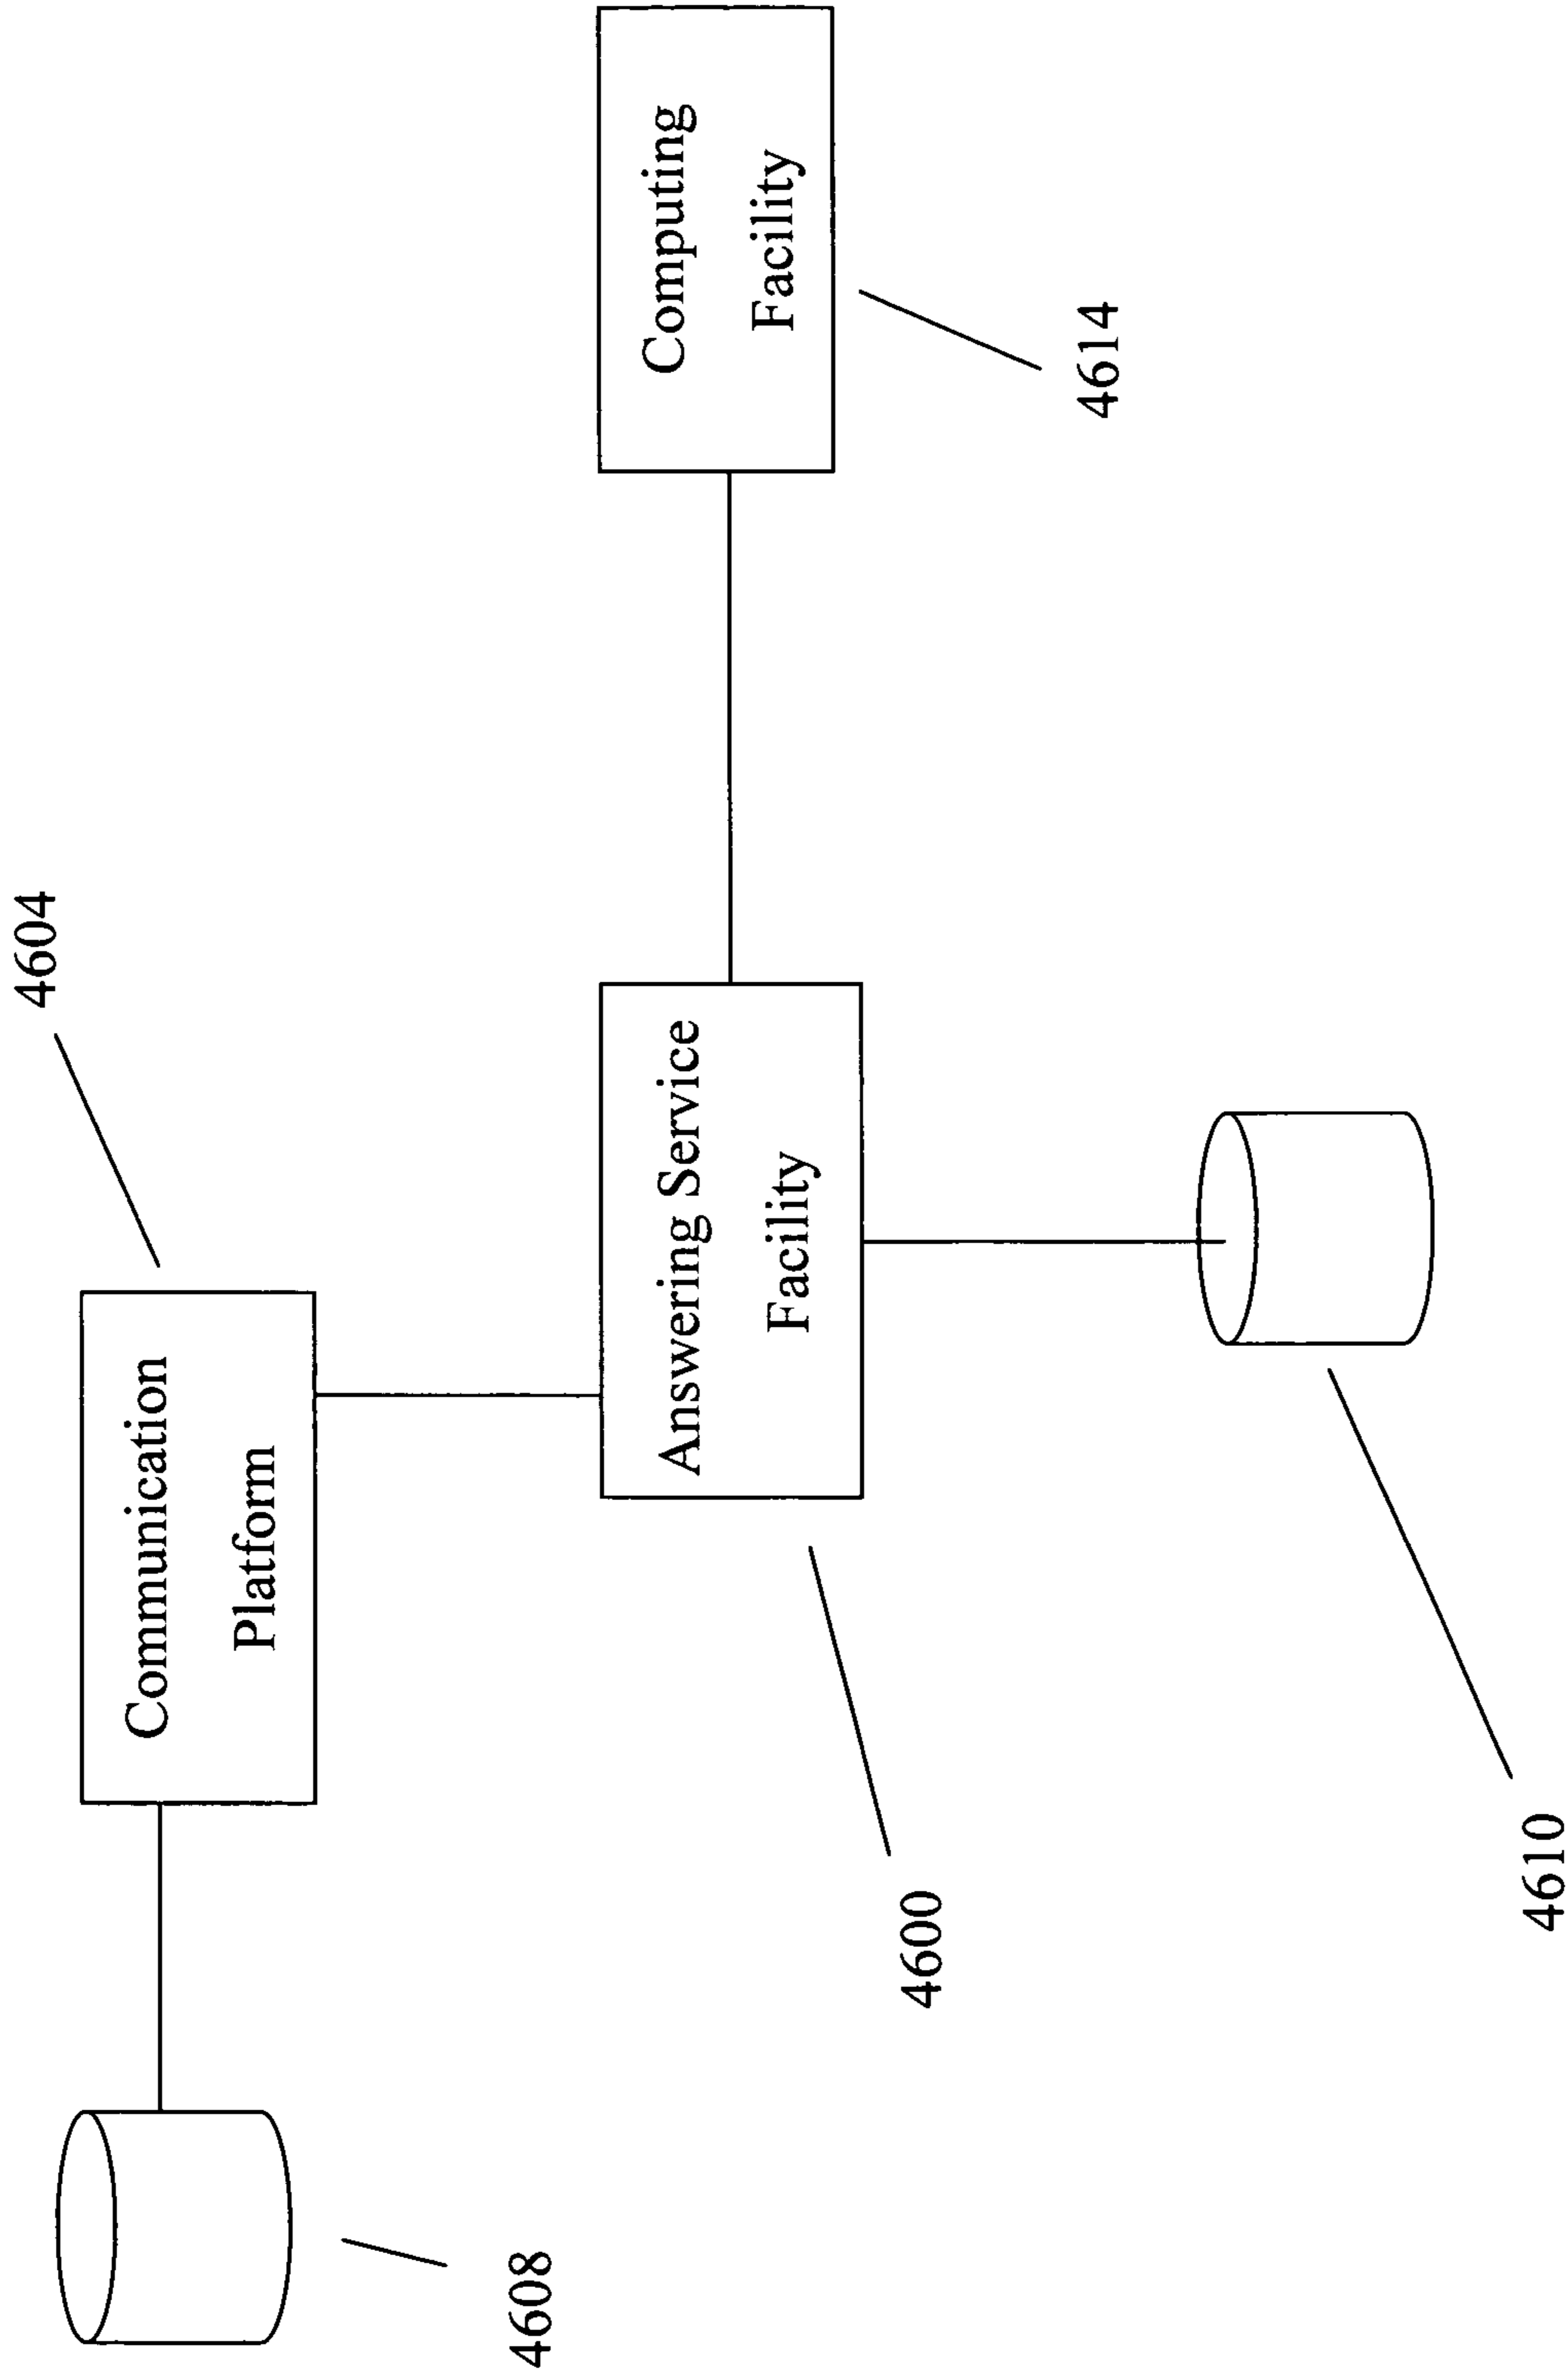 4604
Communication
Platform
4608
Answering Service
Facility
Computing
Facility
4600
4614
4610